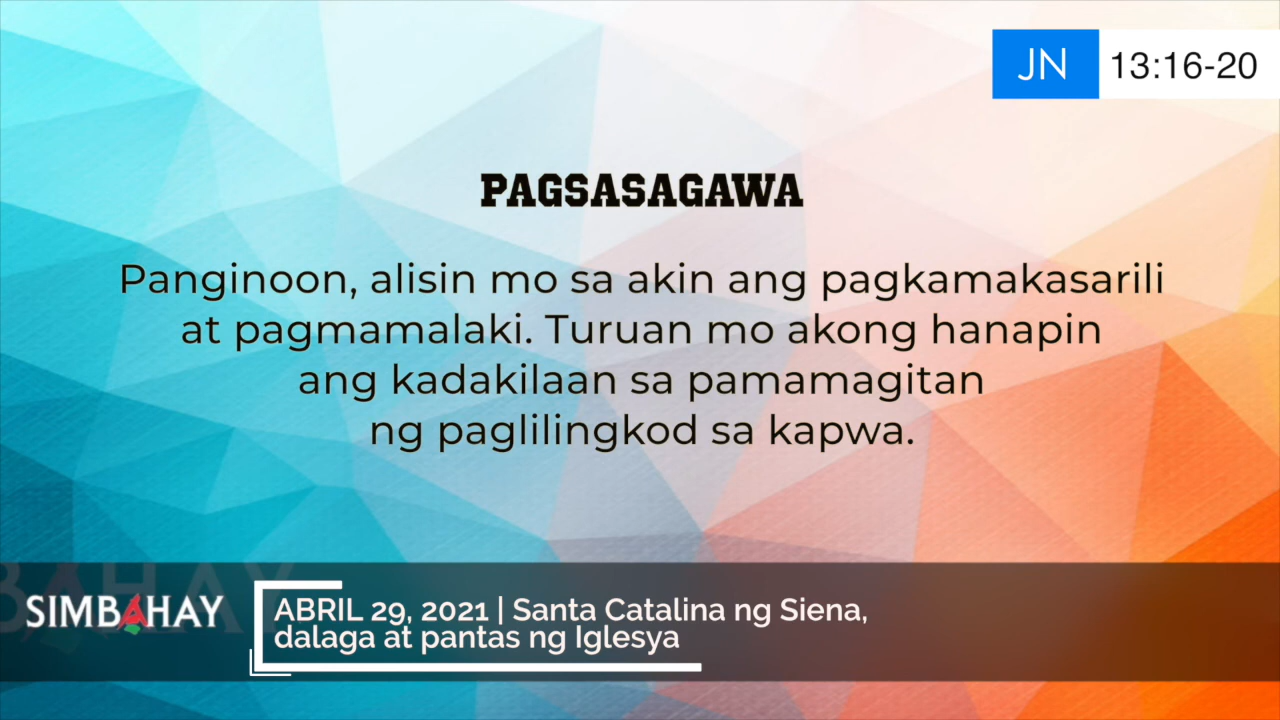 JN 13:16-20
PAGSASAGAWA
Panginoon, alisin mo sa akin ang pagkamakasarili
at pagmamalaki. Turuan mo akong hanapin
ang kadakilaan sa pamamagitan
ng paglilingkod sa kapwa.
SIMBAHAY
ABRIL 29, 2021 | Santa Catalina ng Siena,
dalaga at pantas ng Iglesya